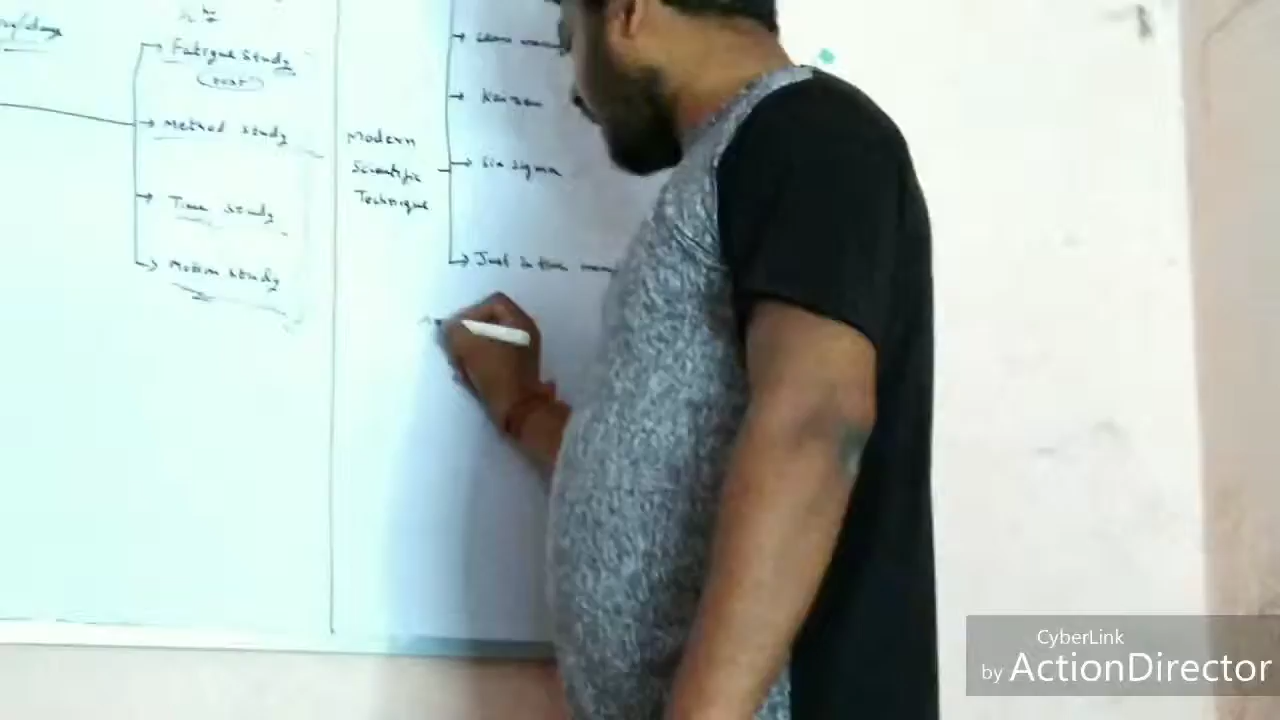 Fatigue study
(rest)
Method study
Time study
Motion study
Modern
Scientific
Technique
Kaizen
Six sigma
Just in time
CyberLink
by ActionDirector